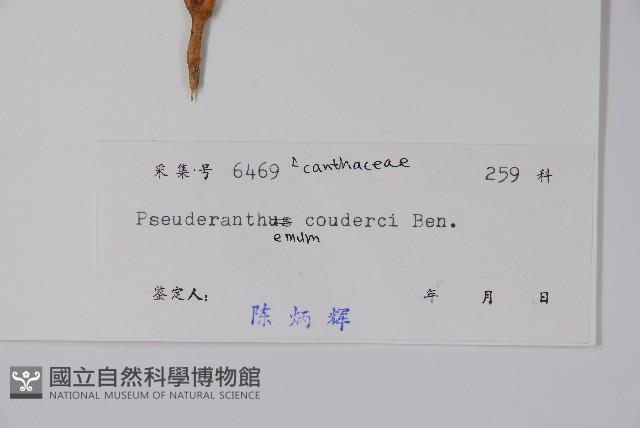 采集号 6469 Acanthaceae 259 科
Pseuderanthus couderci Ben.
emum
鉴定人: 年 月 日
陈炳辉
國立自然科學博物館
NATIONAL MUSEUM OF NATURAL SCIENCE